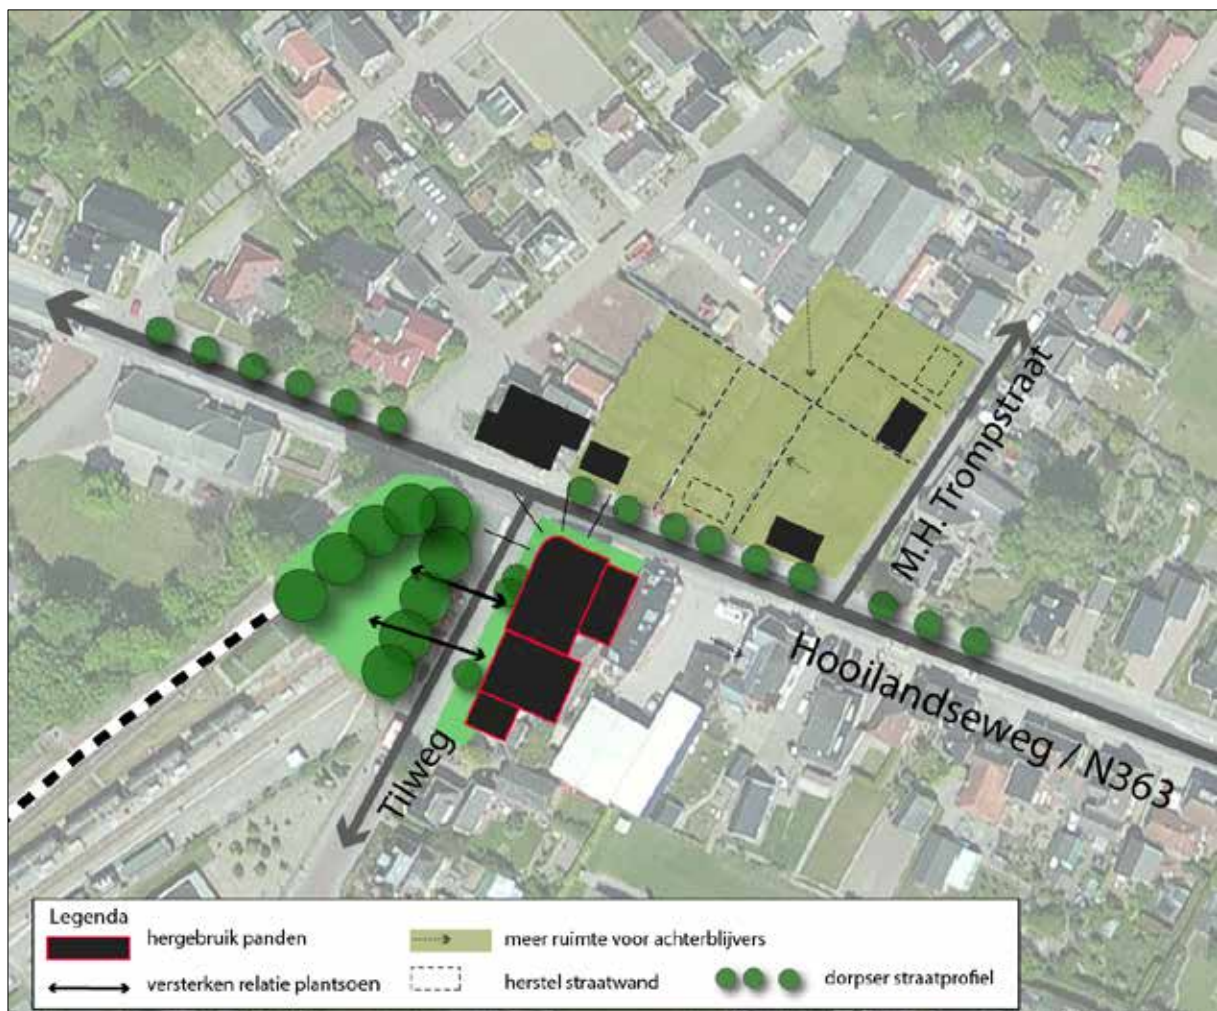 M.H. Trompstraat
Hooilandseweg / N363
Tilweg
Legenda
hergebruik panden
meer ruimte voor achterblijvers
versterken relatie plantsoen
herstel straatwand
dorpser straatprofiel